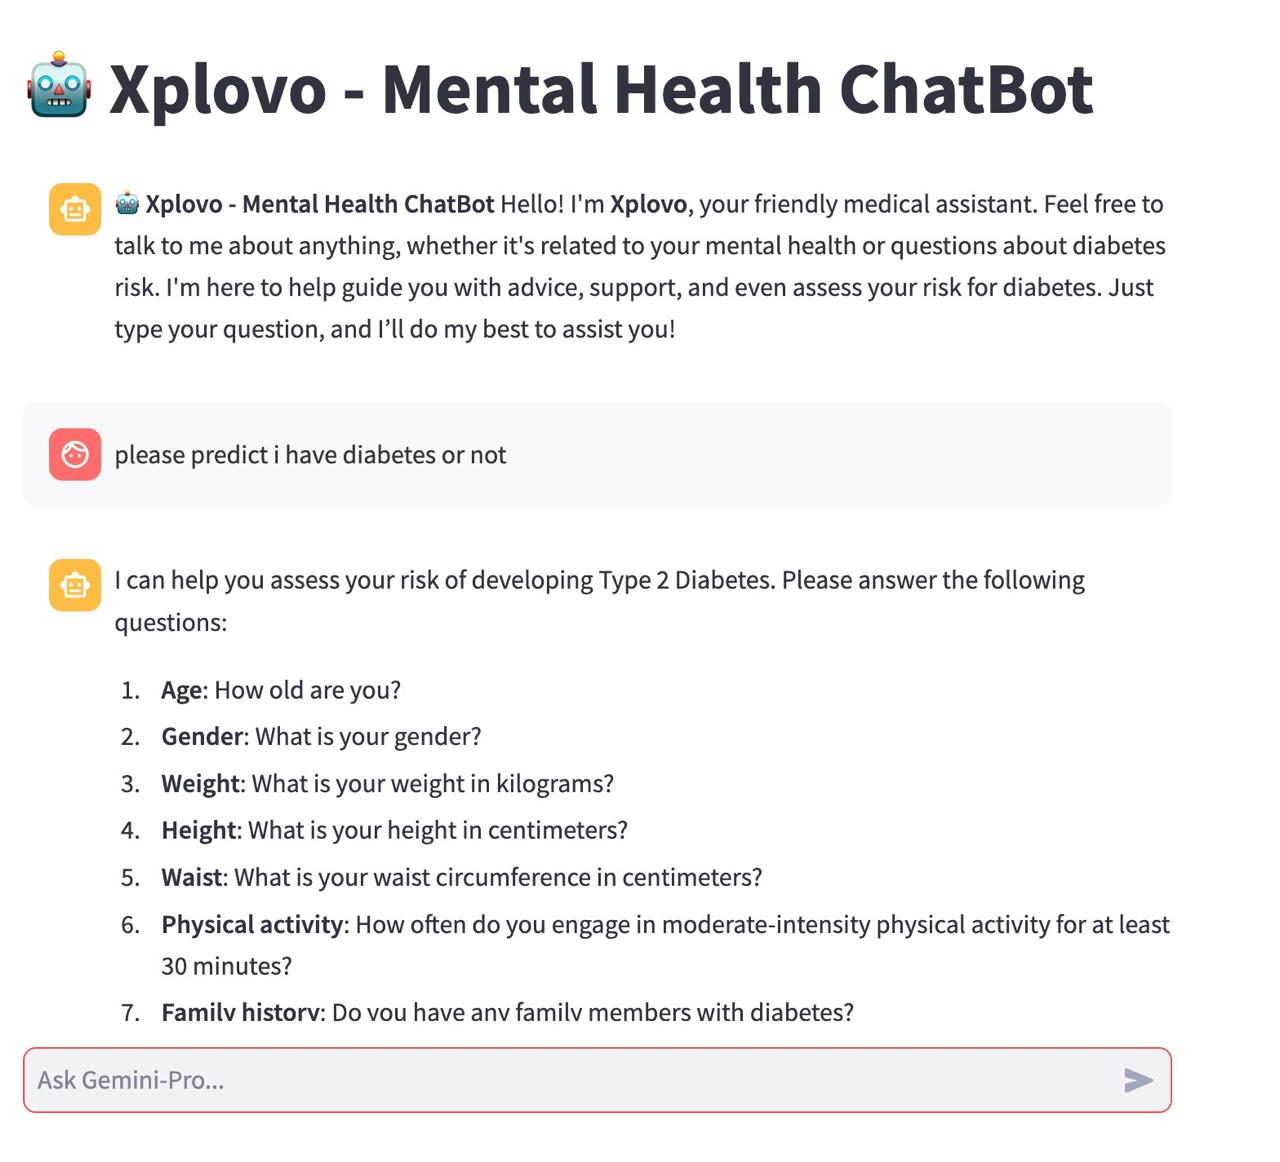 Xplovo - Mental Health ChatBot
Xplovo - Mental Health ChatBot Hello! I'm Xplovo, your friendly medical assistant. Feel free to
talk to me about anything, whether it's related to your mental health or questions about diabetes
risk. I'm here to help guide you with advice, support, and even assess your risk for diabetes. Just
type your question, and I’ll do my best to assist you!
please predict i have diabetes or not
I can help you assess your risk of developing Type 2 Diabetes. Please answer the following
questions:
1. Age: How old are you?
2. Gender: What is your gender?
3. Weight: What is your weight in kilograms?
4. Height: What is your height in centimeters?
5. Waist: What is your waist circumference in centimeters?
6. Physical activity: How often do you engage in moderate-intensity physical activity for at least
30 minutes?
7. Family history: Do you have any family members with diabetes?
Ask Gemini-Pro...